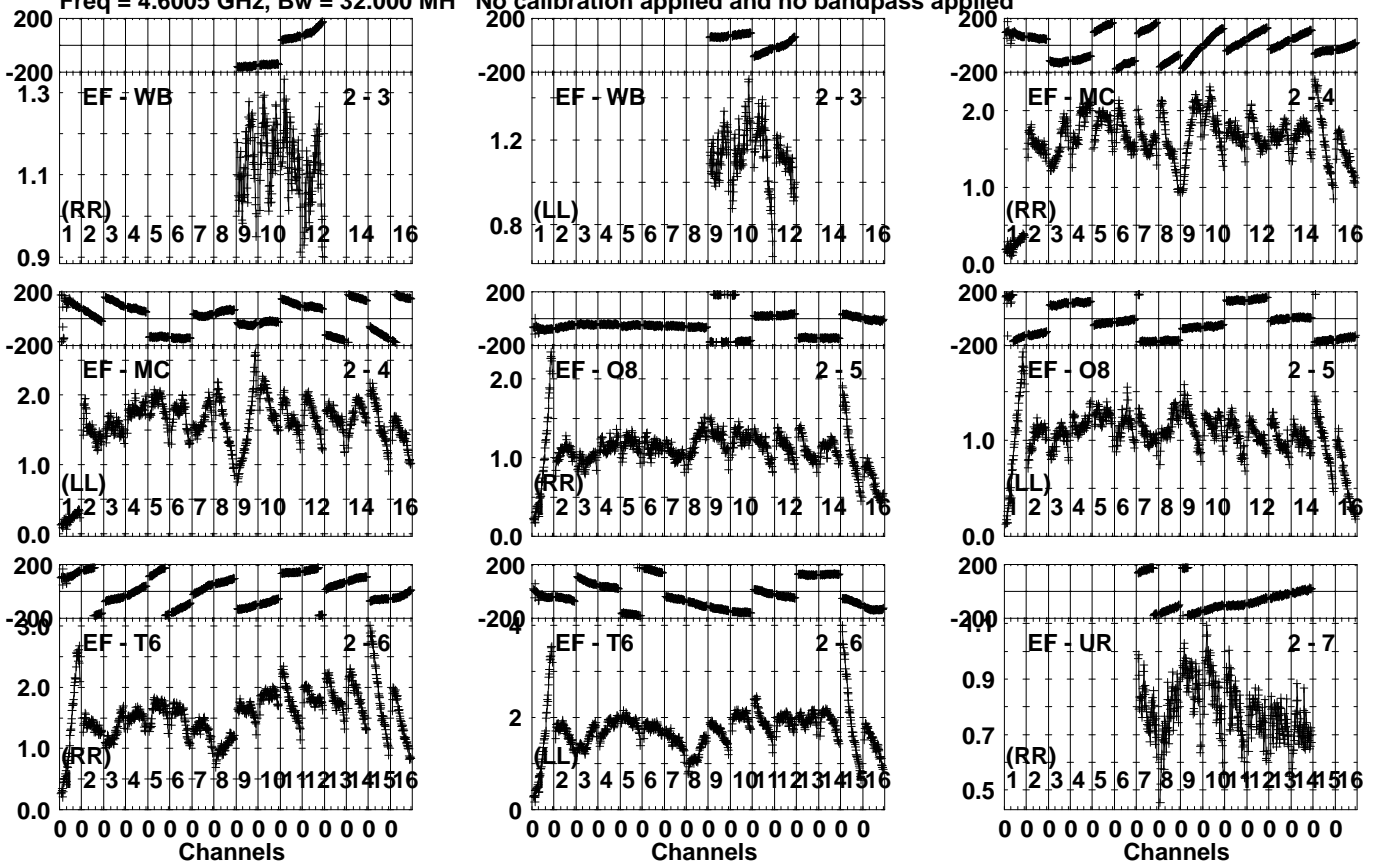 Freq = 4.6005 GHz, Bw = 32.000 MH No calibration applied and no bandpass applied
200
-200
1.3
1.1
0.9
EF - WB 2 - 3
(RR)
1 2 3 4 5 6 7 8 9 10 12 14 16
200
-200
1.2
0.8
EF - WB 2 - 3
(LL)
1 2 3 4 5 6 7 8 9 10 12 14 16
200
-200
2.0
1.0
0.0
EF - MC 2 - 4
(RR)
1 2 3 4 5 6 7 8 9 10 12 14 16
200
-200
2.0
1.0
0.0
EF - MC 2 - 4
(LL)
1 2 3 4 5 6 7 8 9 10 12 14 16
200
-200
2.0
1.0
0.0
EF - O8 2 - 5
(RR)
1 2 3 4 5 6 7 8 9 10 12 14 16
200
-200
1.0
0.0
EF - O8 2 - 5
(LL)
1 2 3 4 5 6 7 8 9 10 12 14 16
200
-200
3.0
2.0
1.0
0.0
EF - T6 2 - 6
(RR)
2 3 4 5 6 7 8 9 10 11 12 13 14 15 16
0 0 0 0 0 0 0 0 0 0 0 0 0 0 0 0
Channels
200
-200
4
2
0
EF - T6 2 - 6
(LL)
1 2 3 4 5 6 7 8 9 10 11 12 13 14 15 16
0 0 0 0 0 0 0 0 0 0 0 0 0 0 0 0
Channels
200
-200
1.1
0.9
0.7
0.5
EF - UR 2 - 7
(RR)
1 2 3 4 5 6 7 8 9 10 11 12 13 14 15 16
0 0 0 0 0 0 0 0 0 0 0 0 0 0 0 0
Channels